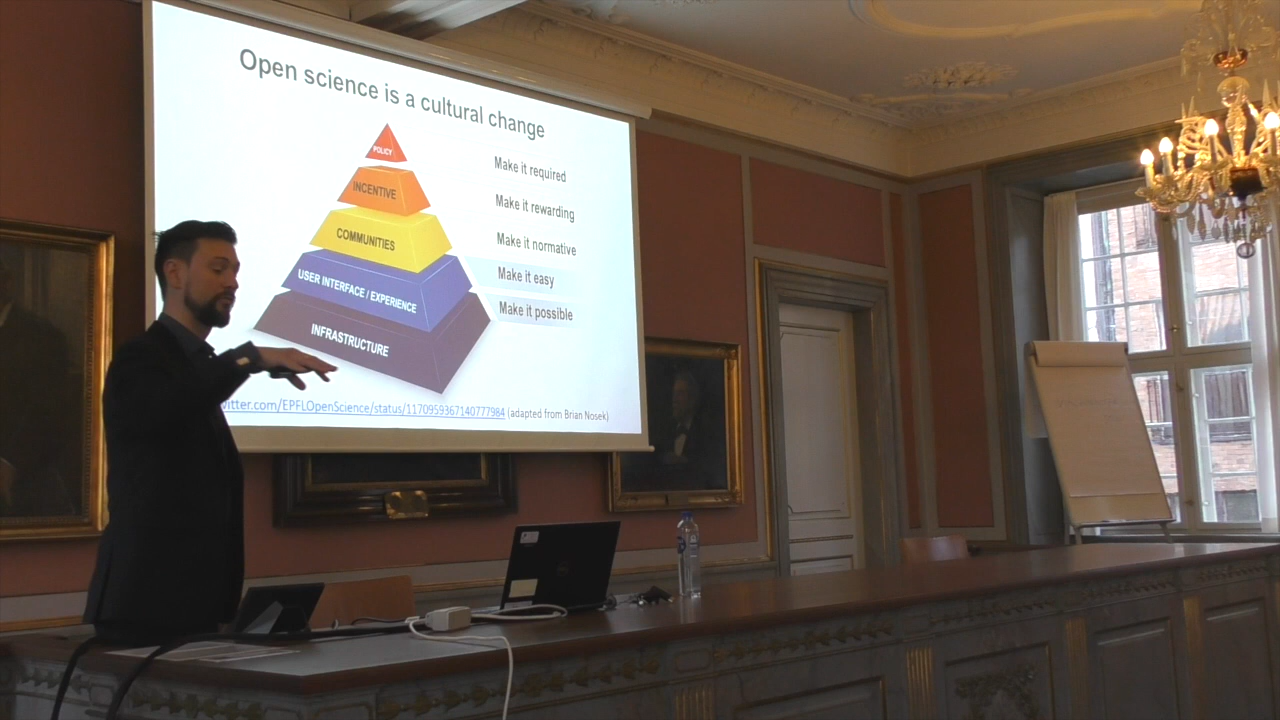 Open science is a cultural change
POLICY
Make it required
INCENTIVE
Make it rewarding
COMMUNITIES
Make it normative
USER INTERFACE / EXPERIENCE
Make it easy
INFRASTRUCTURE
Make it possible
witter.com/EPFLOpenScience/status/1170959367140777984 (adapted from Brian Nosek)